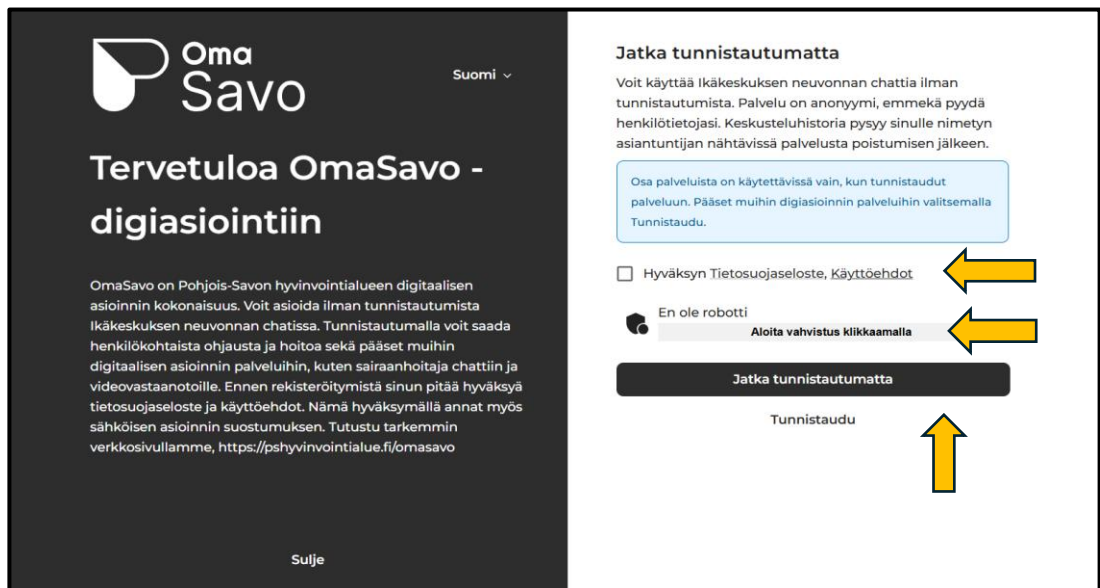 Oma
Savo
Suomi
Tervetuloa OmaSavo -
digiasiointiin
OmaSavo on Pohjois-Savon hyvinvointialueen digitaalisen
asioinnin kokonaisuus. Voit asioida ilman tunnistautumista
Ikäkeskuksen neuvonnan chatissa. Tunnistautumalla voit saada
henkilökohtaista ohjausta ja hoitoa sekä pääset muihin
digitaalisen asioinnin palveluihin, kuten sairaanhoitaja chattiin ja
videovastaanotoille. Ennen rekisteröitymistä sinun pitää hyväksyä
tietosuojaseloste ja käyttöehdot. Nämä hyväksymällä annat myös
sähköisen asioinnin suostumuksen. Tutustu tarkemmin
verkkosivullamme, https://pshyvinvointialue.fi/omasavo
Sulje
Jatka tunnistautumatta
Voit käyttää Ikäkeskuksen neuvonnan chattia ilman
tunnistautumista. Palvelu on anonyymi, emmekä pyydä
henkilötietojasi. Keskusteluhistoria pysyy sinulle nimetyn
asiantuntijan nähtävissä palvelusta poistumisen jälkeen.
Osa palveluista on käytettävissä vain, kun tunnistaudut
palveluun. Pääset muihin digiasioinnin palveluihin valitsemalla
Tunnistaudu.
Hyväksyn Tietosuojaseloste, Käyttöehdot
En ole robotti
Aloita vahvistus klikkaamalla
Jatka tunnistautumatta
Tunnistaudu